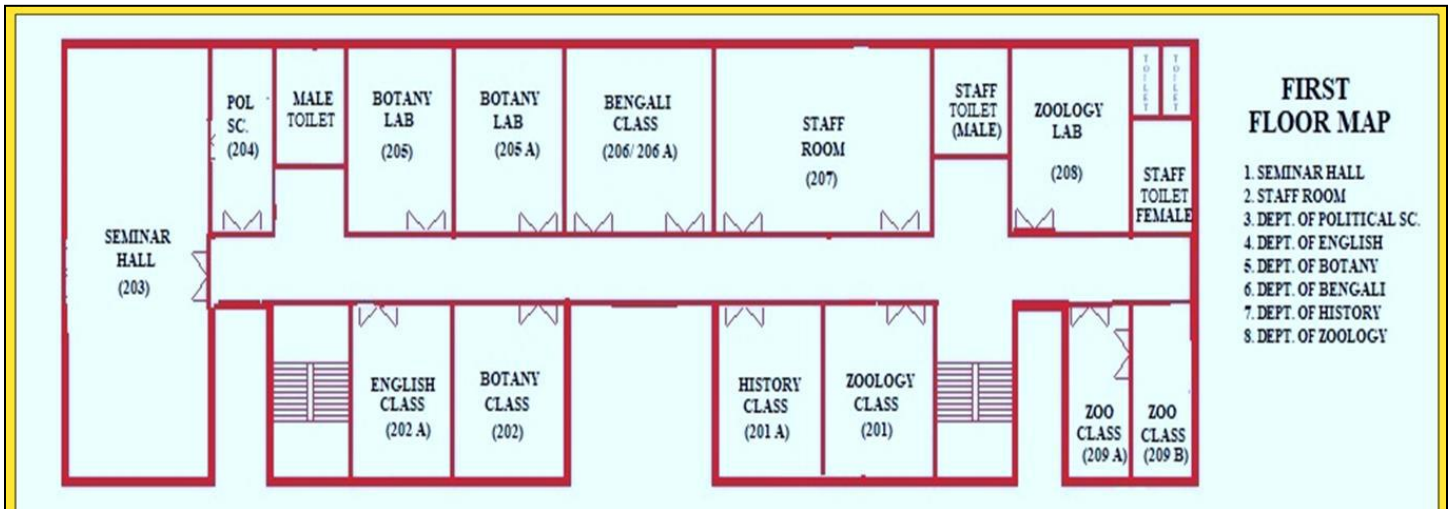 POL
SC.
(204)
MALE
TOILET
BOTANY
LAB
(205)
BOTANY
LAB
(205 A)
BENGALI
CLASS
(206/ 206 A)
STAFF
ROOM
(207)
STAFF
TOILET
(MALE)
ZOOLOGY
LAB
(208)
TOILET
TOILET
STAFF
TOILET
FEMALE
SEMINAR
HALL
(203)
ENGLISH
CLASS
(202 A)
BOTANY
CLASS
(202)
HISTORY
CLASS
(201 A)
ZOOLOGY
CLASS
(201)
ZOO
CLASS
(209 A)
ZOO
CLASS
(209 B)
FIRST
FLOOR MAP
1. SEMINAR HALL
2. STAFF ROOM
3. DEPT. OF POLITICAL SC.
4. DEPT. OF ENGLISH
5. DEPT. OF BOTANY
6. DEPT. OF BENGALI
7. DEPT. OF HISTORY
8. DEPT. OF ZOOLOGY